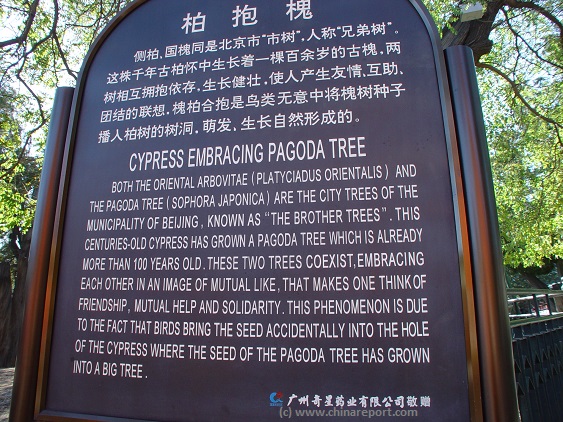 柏抱槐
侧柏，国槐同是北京市“市树”，人称“兄弟树”。
这株千年古柏怀中生长着一棵百余岁的古槐，两
树相互拥抱依存，生长健壮，使人产生友情、互助、
团结的联想，槐柏合抱是鸟类无意中将槐树种子
播人柏树的树洞，萌发，生长自然形成的。
CYPRESS EMBRACING PAGODA TREE
BOTH THE ORIENTAL ARBOVITAE (PLATYCIADUS ORIENTALIS) AND
THE PAGODA TREE (SOPHORA JAPONICA) ARE THE CITY TREES OF THE
MUNICIPALITY OF BEIJING, KNOWN AS “THE BROTHER TREES”. THIS
CENTURIES-OLD CYPRESS HAS GROWN A PAGODA TREE WHICH IS ALREADY
MORE THAN 100 YEARS OLD. THESE TWO TREES COEXIST, EMBRACING
EACH OTHER IN AN IMAGE OF MUTUAL LIKE, THAT MAKES ONE THINK OF
FRIENDSHIP, MUTUAL HELP AND SOLIDARITY. THIS PHENOMENON IS DUE
TO THE FACT THAT BIRDS BRING THE SEED ACCIDENTALLY INTO THE HOLE
OF THE CYPRESS WHERE THE SEED OF THE PAGODA TREE HAS GROWN
INTO A BIG TREE.
广州奇星药业有限公司敬赠
(c) www.chinareport.com